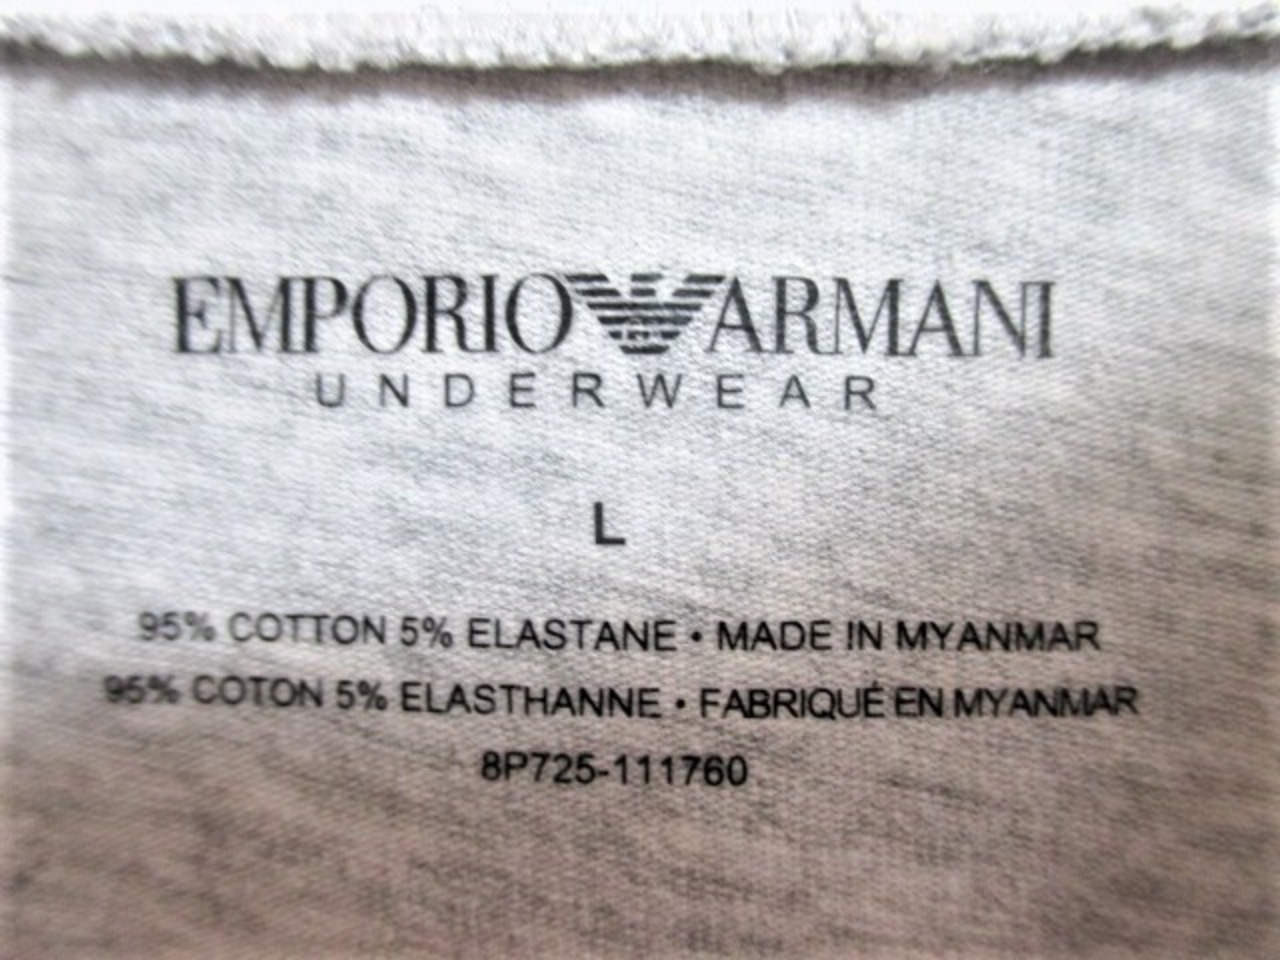 EMPORIO ARMANI
UNDERWEAR
L
95% COTTON 5% ELASTANE • MADE IN MYANMAR
95% COTON 5% ELASTHANNE • FABRIQUÉ EN MYANMAR
8P725-111760